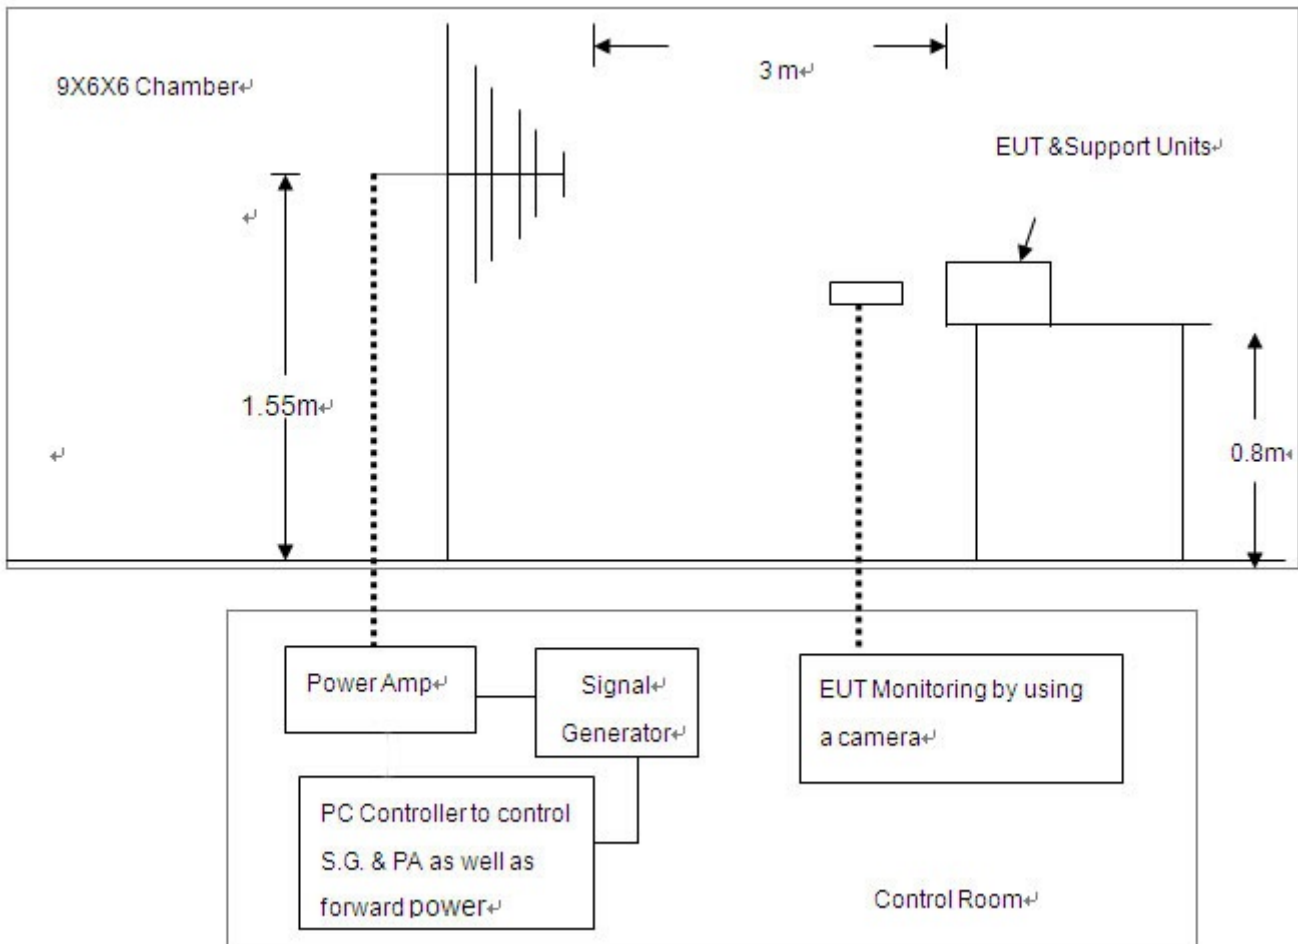 3 m↵
9X6X6 Chamber↵
EUT &Support Units↵
↵
1.55m↵
↵
0.8m↵
Power Amp↵
Signal↵
Generator↵
EUT Monitoring by using
a camera↵
PC Controller to control
S.G. & PA as well as
forward power↵
Control Room↵